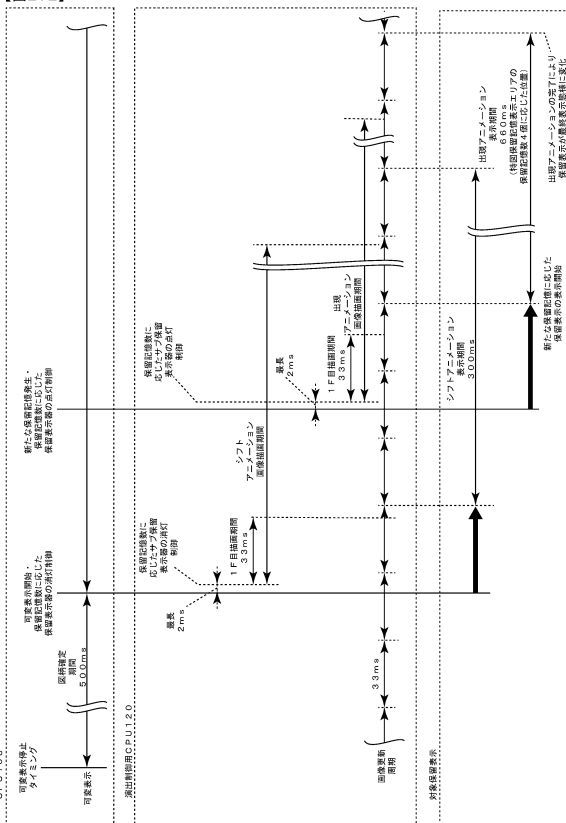 可変表示停止
タイミング
可変表示
図柄確定
期間
500ms
可変表示開始・
保留記憶数に応じた
保留表示器の消灯制御
新たな保留記憶発生・
保留記憶数に応じた
保留表示器の点灯制御
演出制御用CPU120
最長
2ms
保留記憶数に
応じたサブ保留
表示器の消灯
制御
1F目描画期間
33ms
シフト
アニメーション
画像描画期間
最長
2ms
保留記憶数に
応じたサブ保留
表示器の点灯
制御
1F目描画期間
33ms
出現
アニメーション
画像描画期間
画像更新
周期
33ms
対象保留表示
シフトアニメーション
表示期間
300ms
新たな保留記憶に応じた
保留表示の表示開始
出現アニメーション
表示期間
660ms
(特図保留記憶表示エリアの
保留記憶数4個に応じた位置)
出現アニメーションの完了により
保留表示が最終表示態様に変化